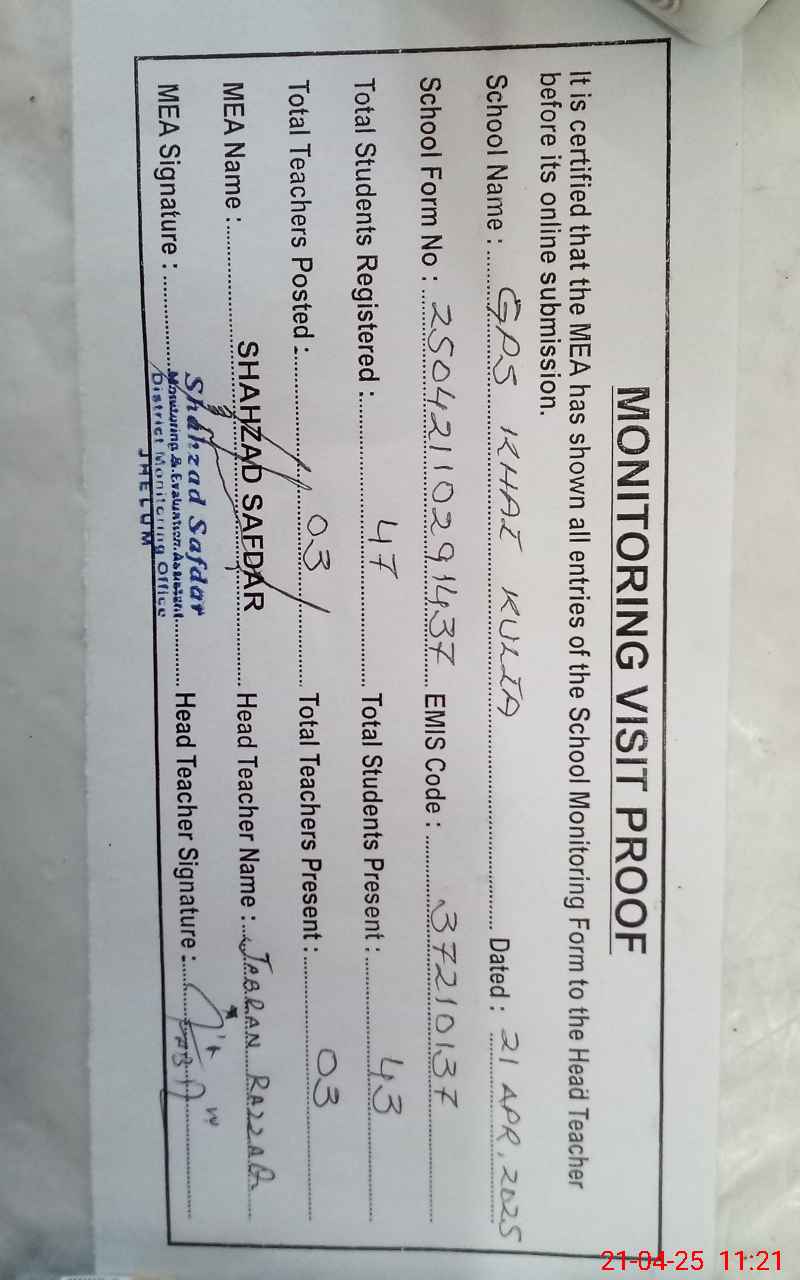 MONITORING VISIT PROOF
It is certified that the MEA has shown all entries of the School Monitoring Form to the Head Teacher
before its online submission.
School Name : GPS KHAI KULIA Dated : 21 APR, 2025
School Form No : 25042110291437 EMIS Code : 37210137
Total Students Registered : 47 Total Students Present : 43
Total Teachers Posted : 03 Total Teachers Present : 03
MEA Name : SHAHZAD SAFDAR Head Teacher Name : JABRAN RAZZAQ
MEA Signature : Head Teacher Signature :
Shahzad Safdar
Monitoring & Evaluation Assistent
District Monitoring Office
JHELUM
21-04-25 11:21